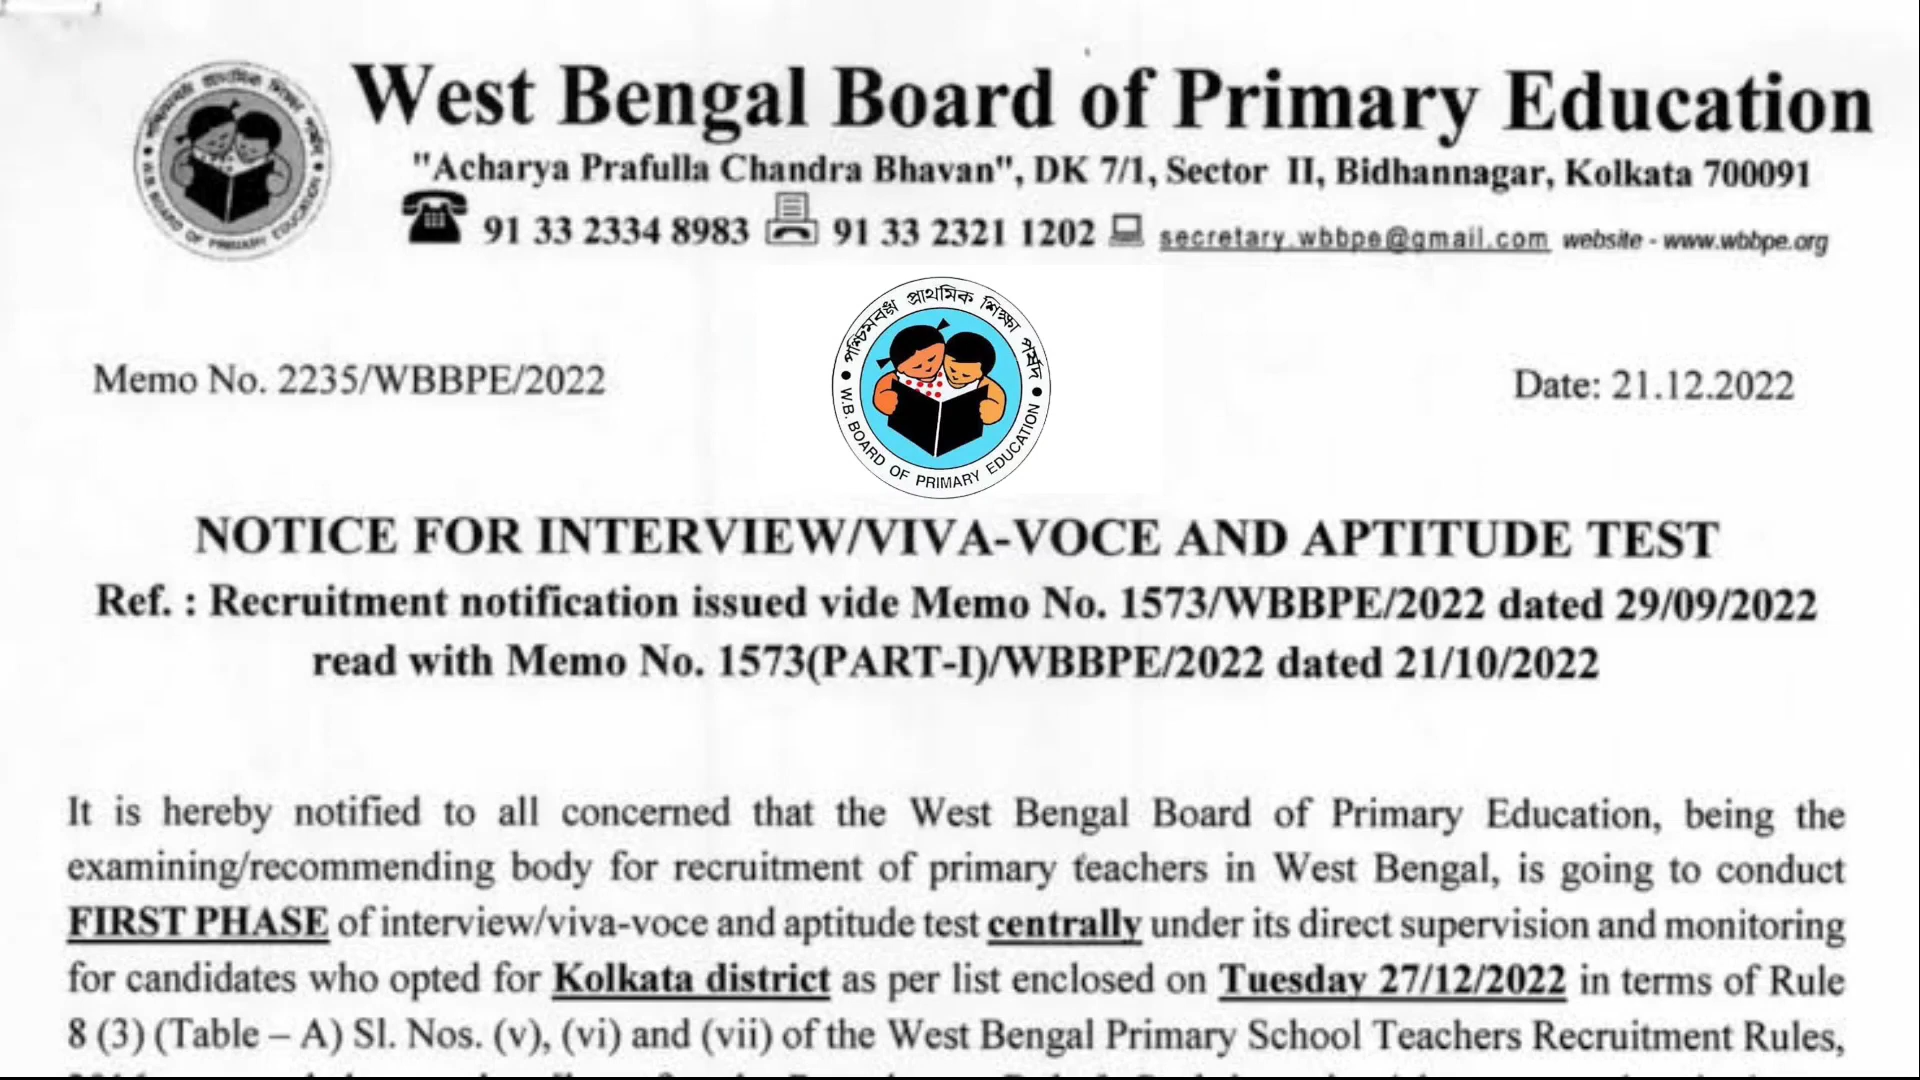 West Bengal Board of Primary Education
"Acharya Prafulla Chandra Bhavan", DK 7/1, Sector II, Bidhannagar, Kolkata 700091
91 33 2334 8983 91 33 2321 1202 secretary.wbbpe@gmail.com website - www.wbbpe.org
পশ্চিমবঙ্গ প্রাথমিক শিক্ষা পর্ষদ
W.B. BOARD OF PRIMARY EDUCATION
পশ্চিমবঙ্গ প্রাথমিক শিক্ষা পর্ষদ
W.B. BOARD OF PRIMARY EDUCATION
Memo No. 2235/WBBPE/2022 Date: 21.12.2022
NOTICE FOR INTERVIEW/VIVA-VOCE AND APTITUDE TEST
Ref. : Recruitment notification issued vide Memo No. 1573/WBBPE/2022 dated 29/09/2022
read with Memo No. 1573(PART-I)/WBBPE/2022 dated 21/10/2022
It is hereby notified to all concerned that the West Bengal Board of Primary Education, being the
examining/recommending body for recruitment of primary teachers in West Bengal, is going to conduct
FIRST PHASE of interview/viva-voce and aptitude test centrally under its direct supervision and monitoring
for candidates who opted for Kolkata district as per list enclosed on Tuesday 27/12/2022 in terms of Rule
8 (3) (Table – A) Sl. Nos. (v), (vi) and (vii) of the West Bengal Primary School Teachers Recruitment Rules,